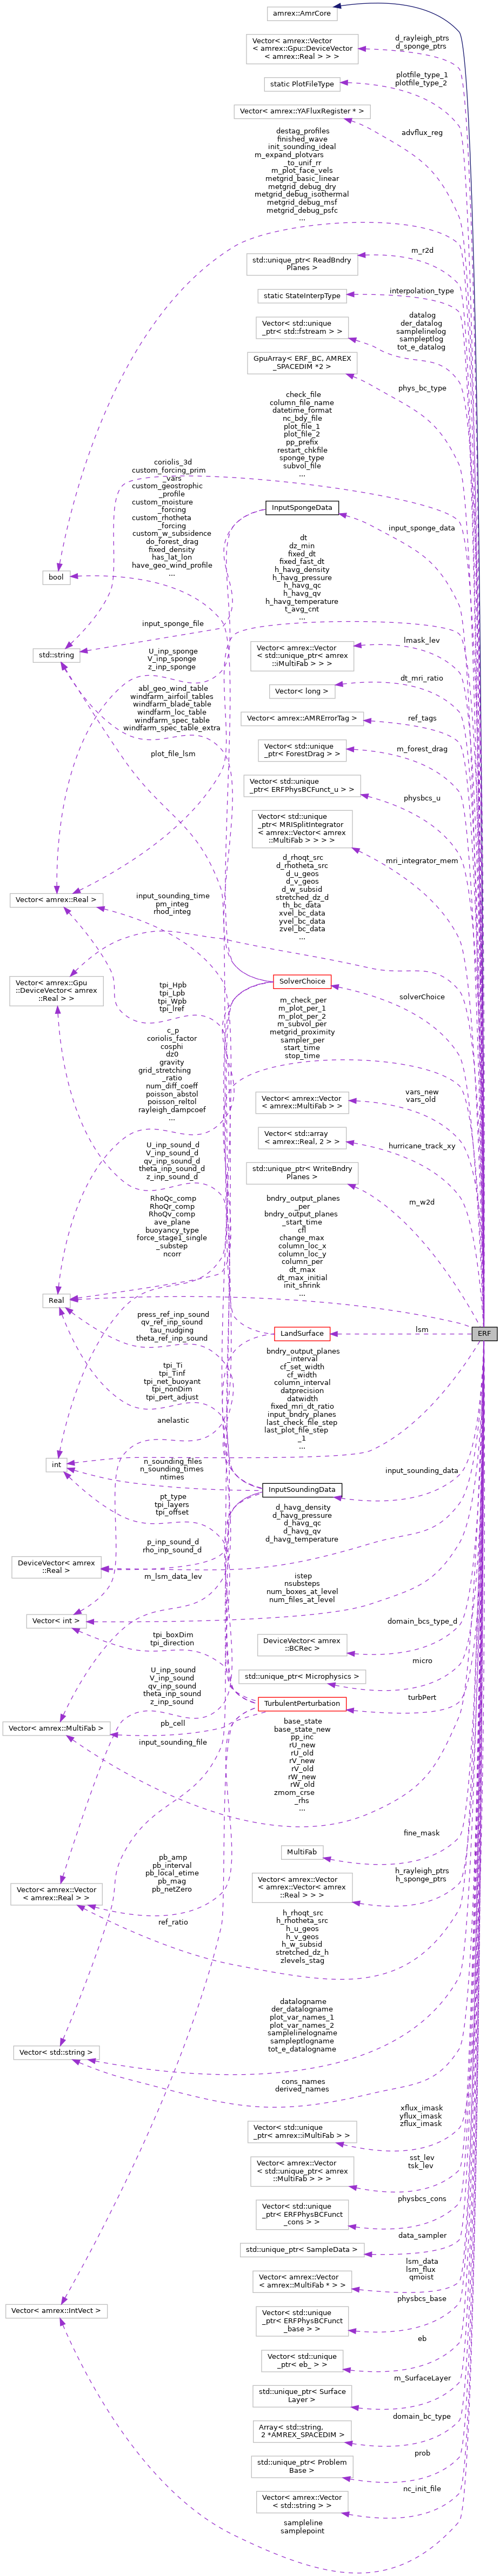 amrex::AmrCore
d_rayleigh_ptrs
d_sponge_ptrs
Vector< amrex::Vector
< amrex::Gpu::DeviceVector
< amrex::Real > > >
plotfile_type_1
plotfile_type_2
static PlotFileType
Vector< amrex::YAFluxRegister * >
advflux_reg
destag_profiles
finished_wave
init_sounding_ideal
m_expand_plotvars
_to_unif_rr
m_plot_face_vels
metgrid_basic_linear
metgrid_debug_dry
metgrid_debug_isothermal
metgrid_debug_msf
metgrid_debug_psfc
...
m_r2d
std::unique_ptr< ReadBndry
Planes >
interpolation_type
static StateInterpType
datalog
der_datalog
samplelinelog
sampleptlog
tot_e_datalog
Vector< std::unique
_ptr< std::fstream > >
GpuArray< ERF_BC, AMREX
_SPACEDIM *2 >
phys_bc_type
check_file
column_file_name
datetime_format
nc_bdy_file
plot_file_1
plot_file_2
pp_prefix
restart_chkfile
sponge_type
subvol_file
...
coriolis_3d
custom_forcing_prim
_vars
custom_geostrophic
_profile
custom_moisture
_forcing
custom_rhotheta
_forcing
custom_w_subsidence
do_forest_drag
fixed_density
has_lat_lon
have_geo_wind_profile
...
InputSpongeData
input_sponge_data
dt
dz_min
fixed_dt
fixed_fast_dt
h_havg_density
h_havg_pressure
h_havg_qc
h_havg_qv
h_havg_temperature
t_avg_cnt
...
bool
input_sponge_file
std::string
lmask_lev
Vector< amrex::Vector
< std::unique_ptr< amrex
::iMultiFab > > >
U_inp_sponge
V_inp_sponge
z_inp_sponge
dt_mri_ratio
Vector< long >
abl_geo_wind_table
windfarm_airfoil_tables
windfarm_blade_table
windfarm_loc_table
windfarm_spec_table
windfarm_spec_table_extra
Vector< amrex::AMRErrorTag >
ref_tags
plot_file_lsm
Vector< std::unique
_ptr< ForestDrag > >
m_forest_drag
Vector< std::unique
_ptr< ERFPhysBCFunct_u > >
physbcs_u
Vector< std::unique
_ptr< MRISplitIntegrator
< amrex::Vector< amrex
::MultiFab > > > >
mri_integrator_mem
d_rhoqt_src
d_rhotheta_src
d_u_geos
d_v_geos
d_w_subsid
stretched_dz_d
th_bc_data
xvel_bc_data
yvel_bc_data
zvel_bc_data
...
Vector< amrex::Real >
input_sounding_time
pm_integ
rhod_integ
Vector< amrex::Gpu
::DeviceVector< amrex
::Real > >
SolverChoice
solverChoice
tpi_Hpb
tpi_Lpb
tpi_Wpb
tpi_lref
m_check_per
m_plot_per_1
m_plot_per_2
m_subvol_per
metgrid_proximity
sampler_per
start_time
stop_time
c_p
coriolis_factor
cosphi
dz0
gravity
grid_stretching
_ratio
num_diff_coeff
poisson_abstol
poisson_reltol
rayleigh_dampcoef
...
Vector< amrex::Vector
< amrex::MultiFab > >
vars_new
vars_old
Vector< std::array
< amrex::Real, 2 > >
hurricane_track_xy
U_inp_sound_d
V_inp_sound_d
qv_inp_sound_d
theta_inp_sound_d
z_inp_sound_d
std::unique_ptr< WriteBndry
Planes >
m_w2d
RhoQc_comp
RhoQr_comp
RhoQv_comp
ave_plane
buoyancy_type
force_stage1_single
_substep
ncorr
bndry_output_planes
_per
bndry_output_planes
_start_time
cfl
change_max
column_loc_x
column_loc_y
column_per
dt_max
dt_max_initial
init_shrink
...
Real
press_ref_inp_sound
qv_ref_inp_sound
tau_nudging
theta_ref_inp_sound
LandSurface
lsm
ERF
bndry_output_planes
_interval
cf_set_width
cf_width
column_interval
datprecision
datwidth
fixed_mri_dt_ratio
input_bndry_planes
last_check_file_step
last_plot_file_step
_1
...
tpi_Ti
tpi_Tinf
tpi_net_buoyant
tpi_nonDim
tpi_pert_adjust
anelastic
int
n_sounding_files
n_sounding_times
ntimes
InputSoundingData
input_sounding_data
pt_type
tpi_layers
tpi_offset
d_havg_density
d_havg_pressure
d_havg_qc
d_havg_qv
d_havg_temperature
p_inp_sound_d
rho_inp_sound_d
DeviceVector< amrex
::Real >
m_lsm_data_lev
istep
nsubsteps
num_boxes_at_level
num_files_at_level
Vector< int >
domain_bcs_type_d
DeviceVector< amrex
::BCRec >
tpi_boxDim
tpi_direction
micro
std::unique_ptr< Microphysics >
U_inp_sound
V_inp_sound
qv_inp_sound
theta_inp_sound
z_inp_sound
TurbulentPerturbation
turbPert
pb_cell
Vector< amrex::MultiFab >
input_sounding_file
base_state
base_state_new
pp_inc
rU_new
rU_old
rV_new
rV_old
rW_new
rW_old
zmom_crse
_rhs
...
fine_mask
MultiFab
pb_amp
pb_interval
pb_local_etime
pb_mag
pb_netZero
h_rayleigh_ptrs
h_sponge_ptrs
Vector< amrex::Vector
< amrex::Vector< amrex
::Real > > >
Vector< amrex::Vector
< amrex::Real > >
ref_ratio
h_rhoqt_src
h_rhotheta_src
h_u_geos
h_v_geos
h_w_subsid
stretched_dz_h
zlevels_stag
datalogname
der_datalogname
plot_var_names_1
plot_var_names_2
samplelinelogname
sampleptlogname
tot_e_datalogname
Vector< std::string >
cons_names
derived_names
xflux_imask
yflux_imask
zflux_imask
Vector< std::unique
_ptr< amrex::iMultiFab > >
sst_lev
tsk_lev
Vector< amrex::Vector
< std::unique_ptr< amrex
::MultiFab > > >
physbcs_cons
Vector< std::unique
_ptr< ERFPhysBCFunct
_cons > >
data_sampler
std::unique_ptr< SampleData >
lsm_data
lsm_flux
qmoist
Vector< amrex::Vector
< amrex::MultiFab * > >
physbcs_base
Vector< amrex::IntVect >
Vector< std::unique
_ptr< ERFPhysBCFunct
_base > >
eb
Vector< std::unique
_ptr< eb_ > >
m_SurfaceLayer
std::unique_ptr< Surface
Layer >
domain_bc_type
Array< std::string,
2 *AMREX_SPACEDIM >
prob
std::unique_ptr< Problem
Base >
nc_init_file
Vector< amrex::Vector
< std::string > >
sampleline
samplepoint